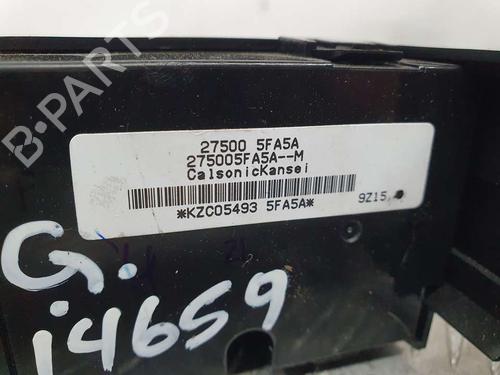 B-PARTS
27500 5FA5A
275005FA5A--M
CalsonicKansei
*KZC05493 5FA5A*
9Z15
G.
i4659